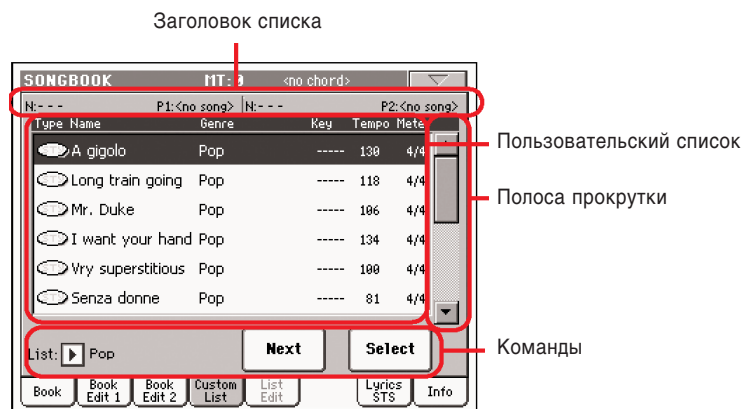 Заголовок списка
SONGBOOK MT:0 <no chord>
N:--- P1:<no song> N:--- P2:<no song>
Type Name Genre Key Tempo Mete
A gigolo Pop ----- 130 4/4
Long train going Pop ----- 118 4/4
Mr. Duke Pop ----- 106 4/4
I want your hand Pop ----- 134 4/4
Vry superstitious Pop ----- 100 4/4
Senza donne Pop ----- 81 4/4
Пользовательский список
Полоса прокрутки
List: Pop Next Select
Команды
Book Book Edit 1 Book Edit 2 Custom List List Edit Lyrics STS Info